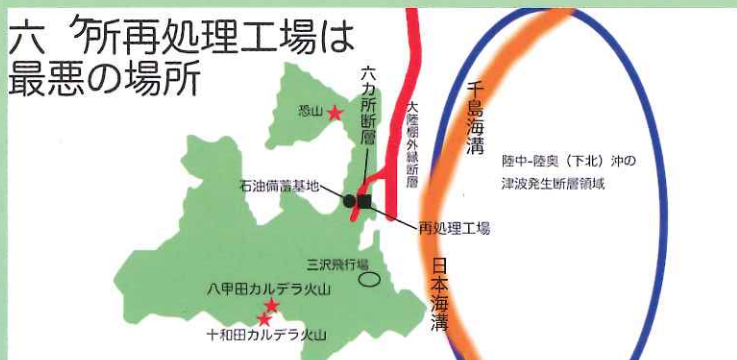 六ケ所再処理工場は
最悪の場所
恐山
六カ所断層
大陸棚外縁断層
千島海溝
陸中-陸奥（下北）沖の
津波発生断層領域
石油備蓄基地
再処理工場
三沢飛行場
日本海溝
八甲田カルデラ火山
十和田カルデラ火山